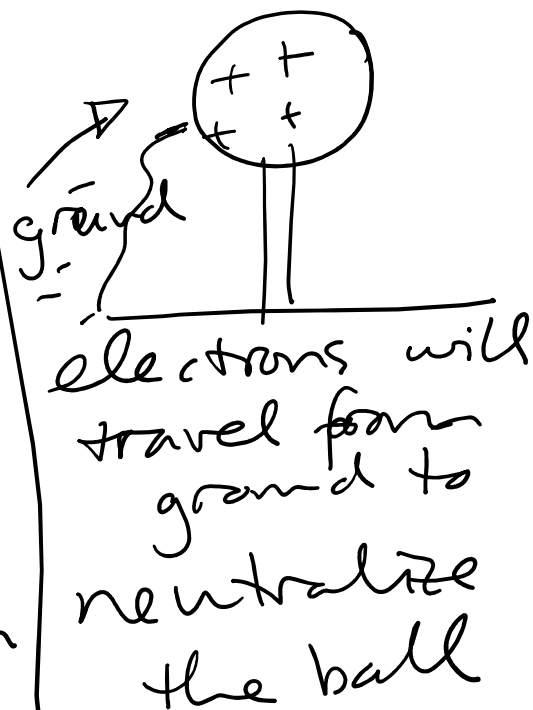 + +
+ +
ground
electrons will
travel from
ground to
neutralize
the ball